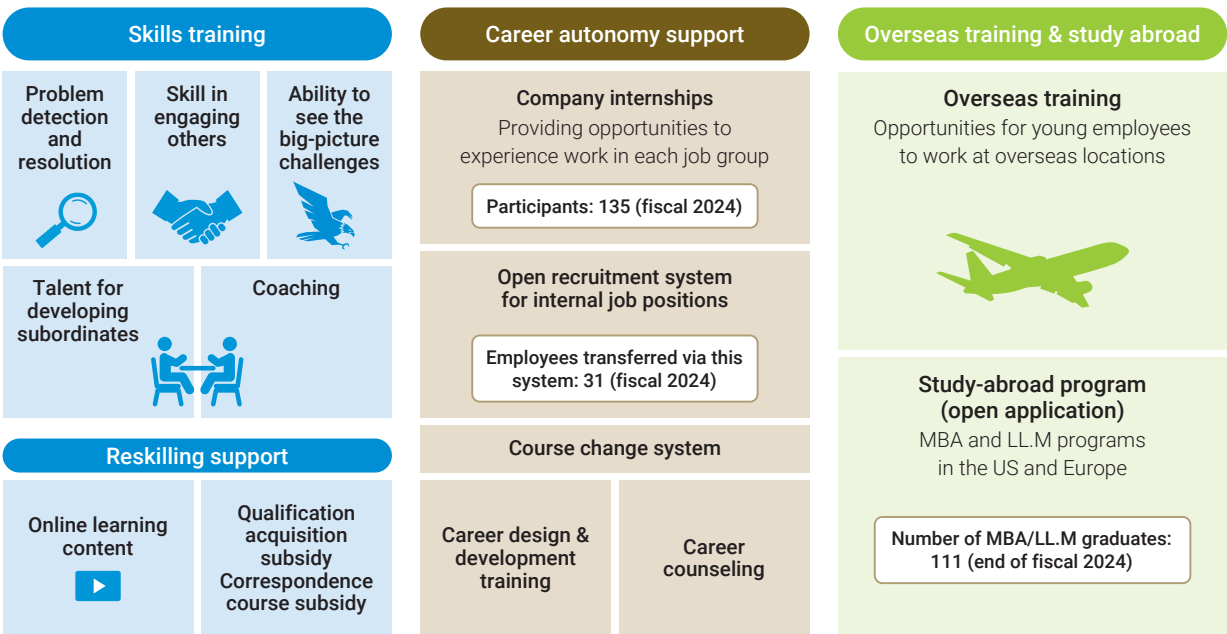 Skills training
Problem
detection
and
resolution
Skill in
engaging
others
Ability to
see the
big-picture
challenges
Talent for
developing
subordinates
Coaching
Reskilling support
Online learning
content
Qualification
acquisition
subsidy
Correspondence
course subsidy
Career autonomy support
Company internships
Providing opportunities to
experience work in each job group
Participants: 135 (fiscal 2024)
Open recruitment system
for internal job positions
Employees transferred via this
system: 31 (fiscal 2024)
Course change system
Career design &
development
training
Career
counseling
Overseas training & study abroad
Overseas training
Opportunities for young employees
to work at overseas locations
Study-abroad program
(open application)
MBA and LL.M programs
in the US and Europe
Number of MBA/LL.M graduates:
111 (end of fiscal 2024)